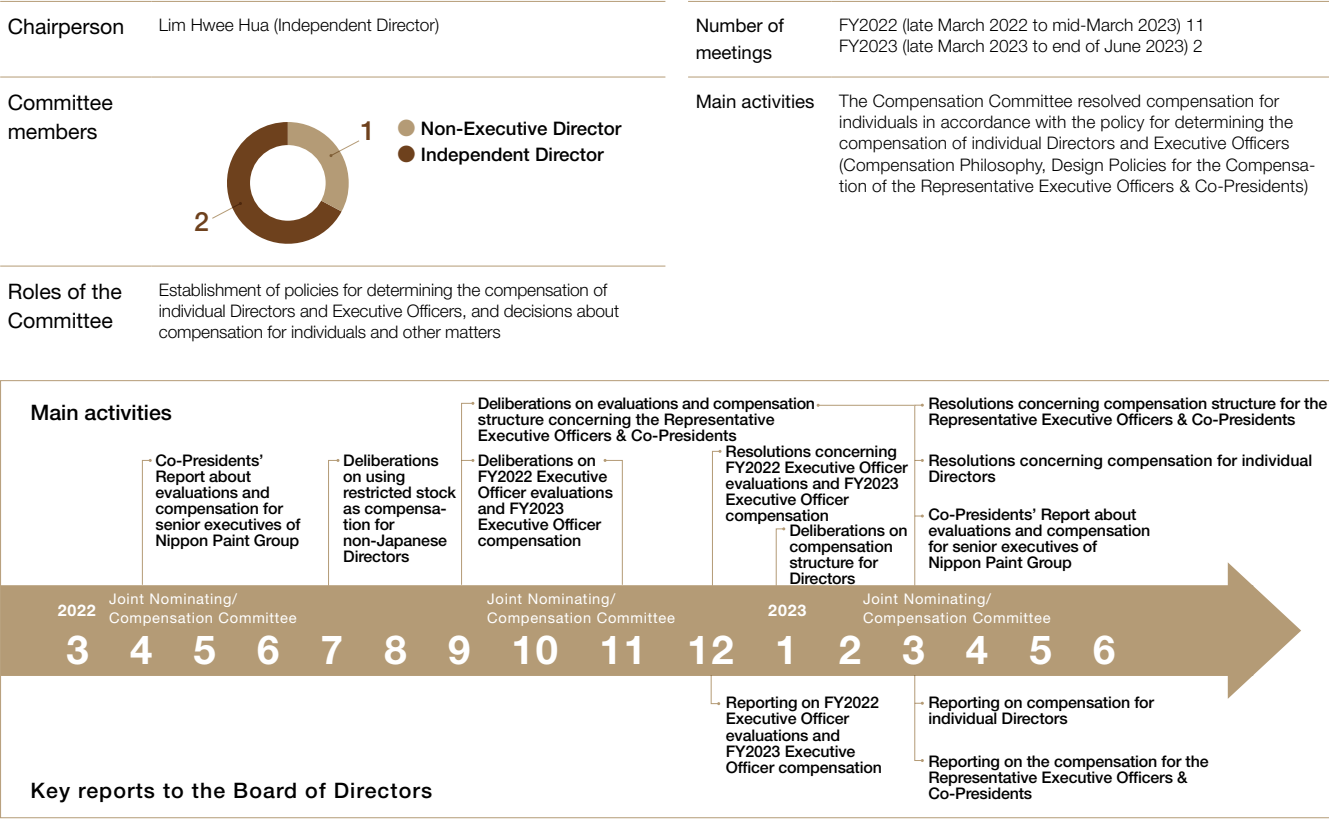 Chairperson
Lim Hwee Hua (Independent Director)
Committee
members
1
2
Non-Executive Director
Independent Director
Roles of the
Committee
Establishment of policies for determining the compensation of
individual Directors and Executive Officers, and decisions about
compensation for individuals and other matters
Number of
meetings
FY2022 (late March 2022 to mid-March 2023) 11
FY2023 (late March 2023 to end of June 2023) 2
Main activities
The Compensation Committee resolved compensation for
individuals in accordance with the policy for determining the
compensation of individual Directors and Executive Officers
(Compensation Philosophy, Design Policies for the Compensa-
tion of the Representative Executive Officers & Co-Presidents)
Main activities
Co-Presidents'
Report about
evaluations and
compensation for
senior executives of
Nippon Paint Group
Deliberations
on using
restricted stock
as compensa-
tion for
non-Japanese
Directors
Deliberations on evaluations and compensation
structure concerning the Representative
Executive Officers & Co-Presidents
Deliberations on
FY2022 Executive
Officer evaluations
and FY2023
Executive Officer
compensation
Resolutions concerning
FY2022 Executive Officer
evaluations and FY2023
Executive Officer
compensation
Deliberations on
compensation
structure for
Directors
Resolutions concerning compensation structure for the
Representative Executive Officers & Co-Presidents
Resolutions concerning compensation for individual
Directors
Co-Presidents' Report about
evaluations and compensation
for senior executives of
Nippon Paint Group
2022
Joint Nominating/
Compensation Committee
Joint Nominating/
Compensation Committee
2023
Joint Nominating/
Compensation Committee
3 4 5 6 7 8 9 10 11 12 1 2 3 4 5 6
Reporting on FY2022
Executive Officer
evaluations and
FY2023 Executive
Officer compensation
Reporting on compensation for
individual Directors
Reporting on the compensation for the
Representative Executive Officers &
Co-Presidents
Key reports to the Board of Directors